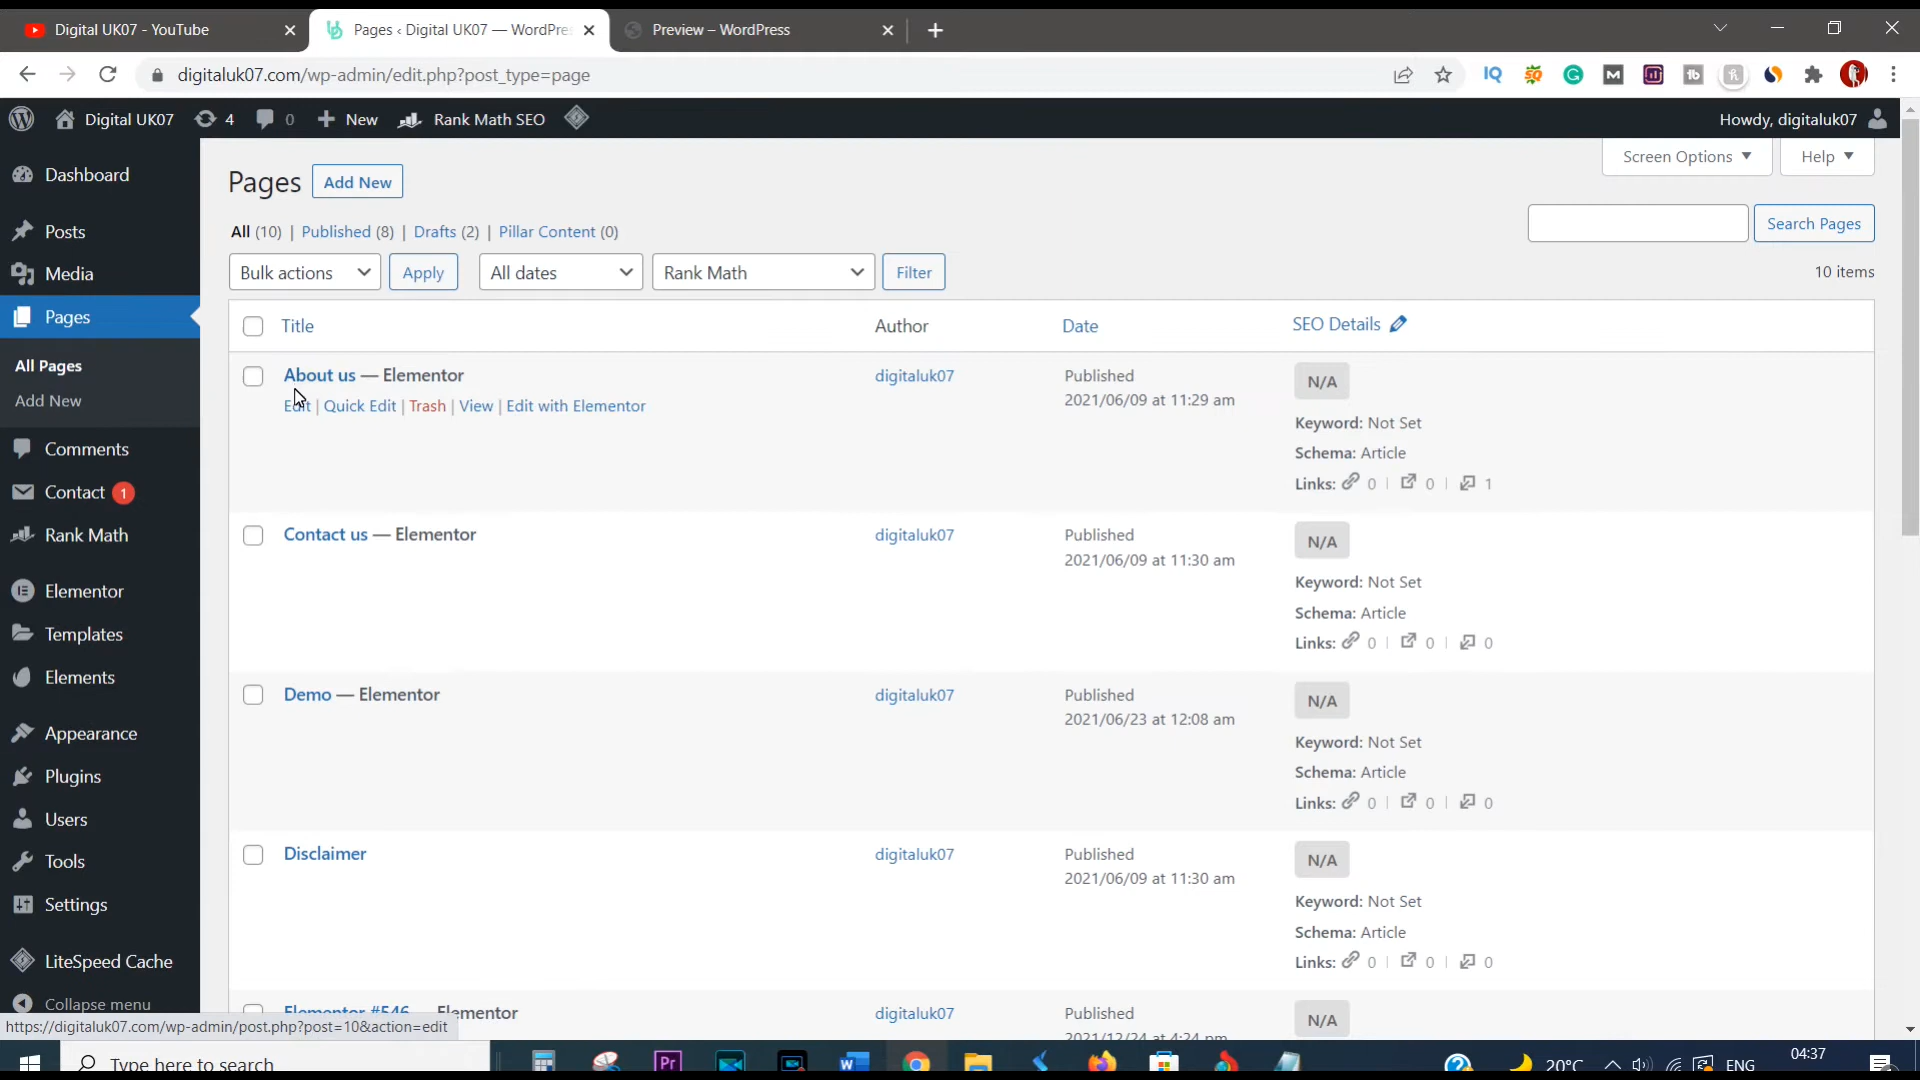 Digital UK07 - YouTube
Pages ‹ Digital UK07 — WordPre
Preview – WordPress
digitaluk07.com/wp-admin/edit.php?post_type=page
Digital UK07 4 0 New Rank Math SEO
Howdy, digitaluk07
Dashboard
Posts
Media
Pages
All Pages
Add New
Comments
Contact 1
Rank Math
Elementor
Templates
Elements
Appearance
Plugins
Users
Tools
Settings
LiteSpeed Cache
Collapse menu
Screen Options
Help
Pages Add New
All (10) | Published (8) | Drafts (2) | Pillar Content (0)
Search Pages
Bulk actions Apply All dates Rank Math Filter
10 items
Title Author Date SEO Details
About us — Elementor
Edit | Quick Edit | Trash | View | Edit with Elementor
digitaluk07
Published
2021/06/09 at 11:29 am
N/A
Keyword: Not Set
Schema: Article
Links: 0 | 0 | 1
Contact us — Elementor
digitaluk07
Published
2021/06/09 at 11:30 am
N/A
Keyword: Not Set
Schema: Article
Links: 0 | 0 | 0
Demo — Elementor
digitaluk07
Published
2021/06/23 at 12:08 am
N/A
Keyword: Not Set
Schema: Article
Links: 0 | 0 | 0
Disclaimer
digitaluk07
Published
2021/06/09 at 11:30 am
N/A
Keyword: Not Set
Schema: Article
Links: 0 | 0 | 0
Elementor #546 Elementor
digitaluk07
Published
2021/12/24 at 4:24 pm
N/A
https://digitaluk07.com/wp-admin/post.php?post=10&action=edit
Type here to search
Pr
20°C
ENG
04:37